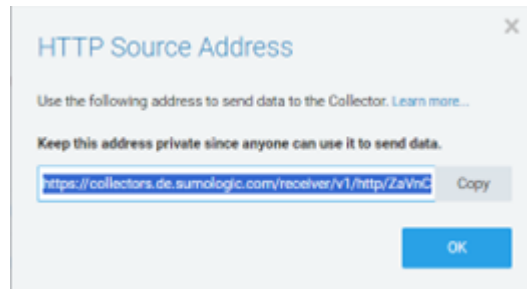 HTTP Source Address
Use the following address to send data to the Collector. Learn more...
Keep this address private since anyone can use it to send data.
https://collectors.de.sumologic.com/receiver/v1/http/ZaVnC
Copy
OK